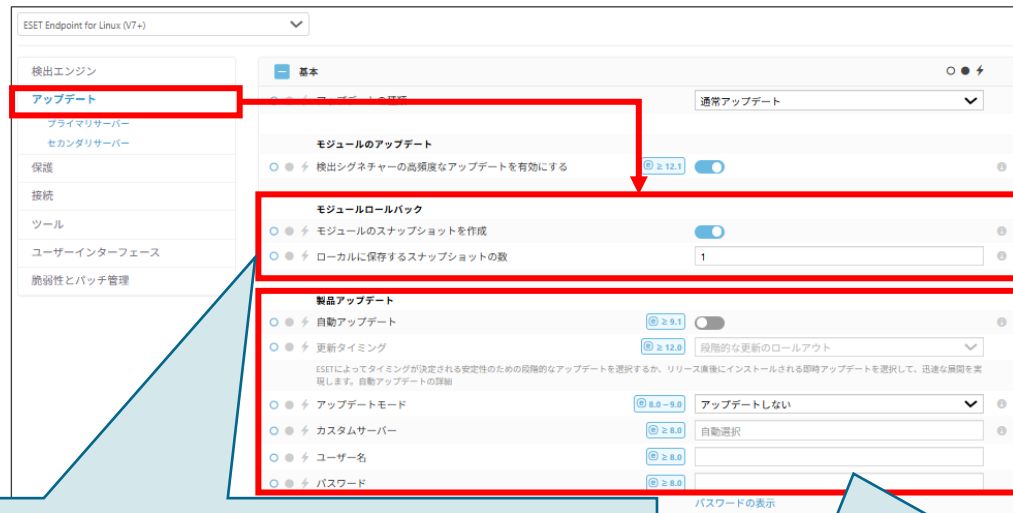 ESET Endpoint for Linux (V7+)
検出エンジン
アップデート
プライマリサーバー
セカンダリサーバー
保護
接続
ツール
ユーザーインターフェース
脆弱性とパッチ管理
基本
アップデートの種類
通常アップデート
モジュールのアップデート
検出シグネチャーの高頻度なアップデートを有効にする
≥ 12.1
モジュールロールバック
モジュールのスナップショットを作成
ローカルに保存するスナップショットの数
1
製品アップデート
自動アップデート
≥ 9.1
更新タイミング
≥ 12.0
段階的な更新のロールアウト
ESETによってタイミングが決定される安定性のための段階的なアップデートを選択するか、リリース直後にインストールされる即時アップデートを選択して、迅速な展開を実
現します。自動アップデートの詳細
アップデートモード
8.0–9.0
アップデートしない
カスタムサーバー
≥ 8.0
自動選択
ユーザー名
≥ 8.0
パスワード
≥ 8.0
パスワードの表示